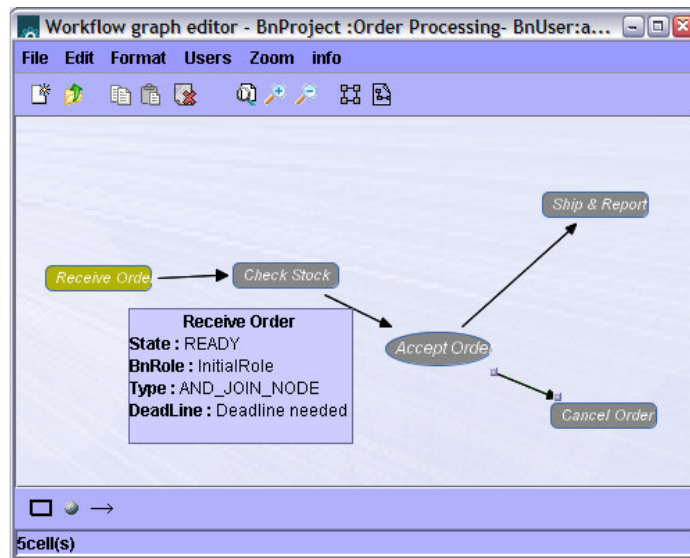 Workflow graph editor - BnProject :Order Processing- BnUser:a...
File Edit Format Users Zoom info
Ship & Report
Receive Orde
Check Stock
Receive Order
State : READY
BnRole : InitialRole
Type : AND_JOIN_NODE
DeadLine : Deadline needed
Accept Orde
Cancel Order
5cell(s)